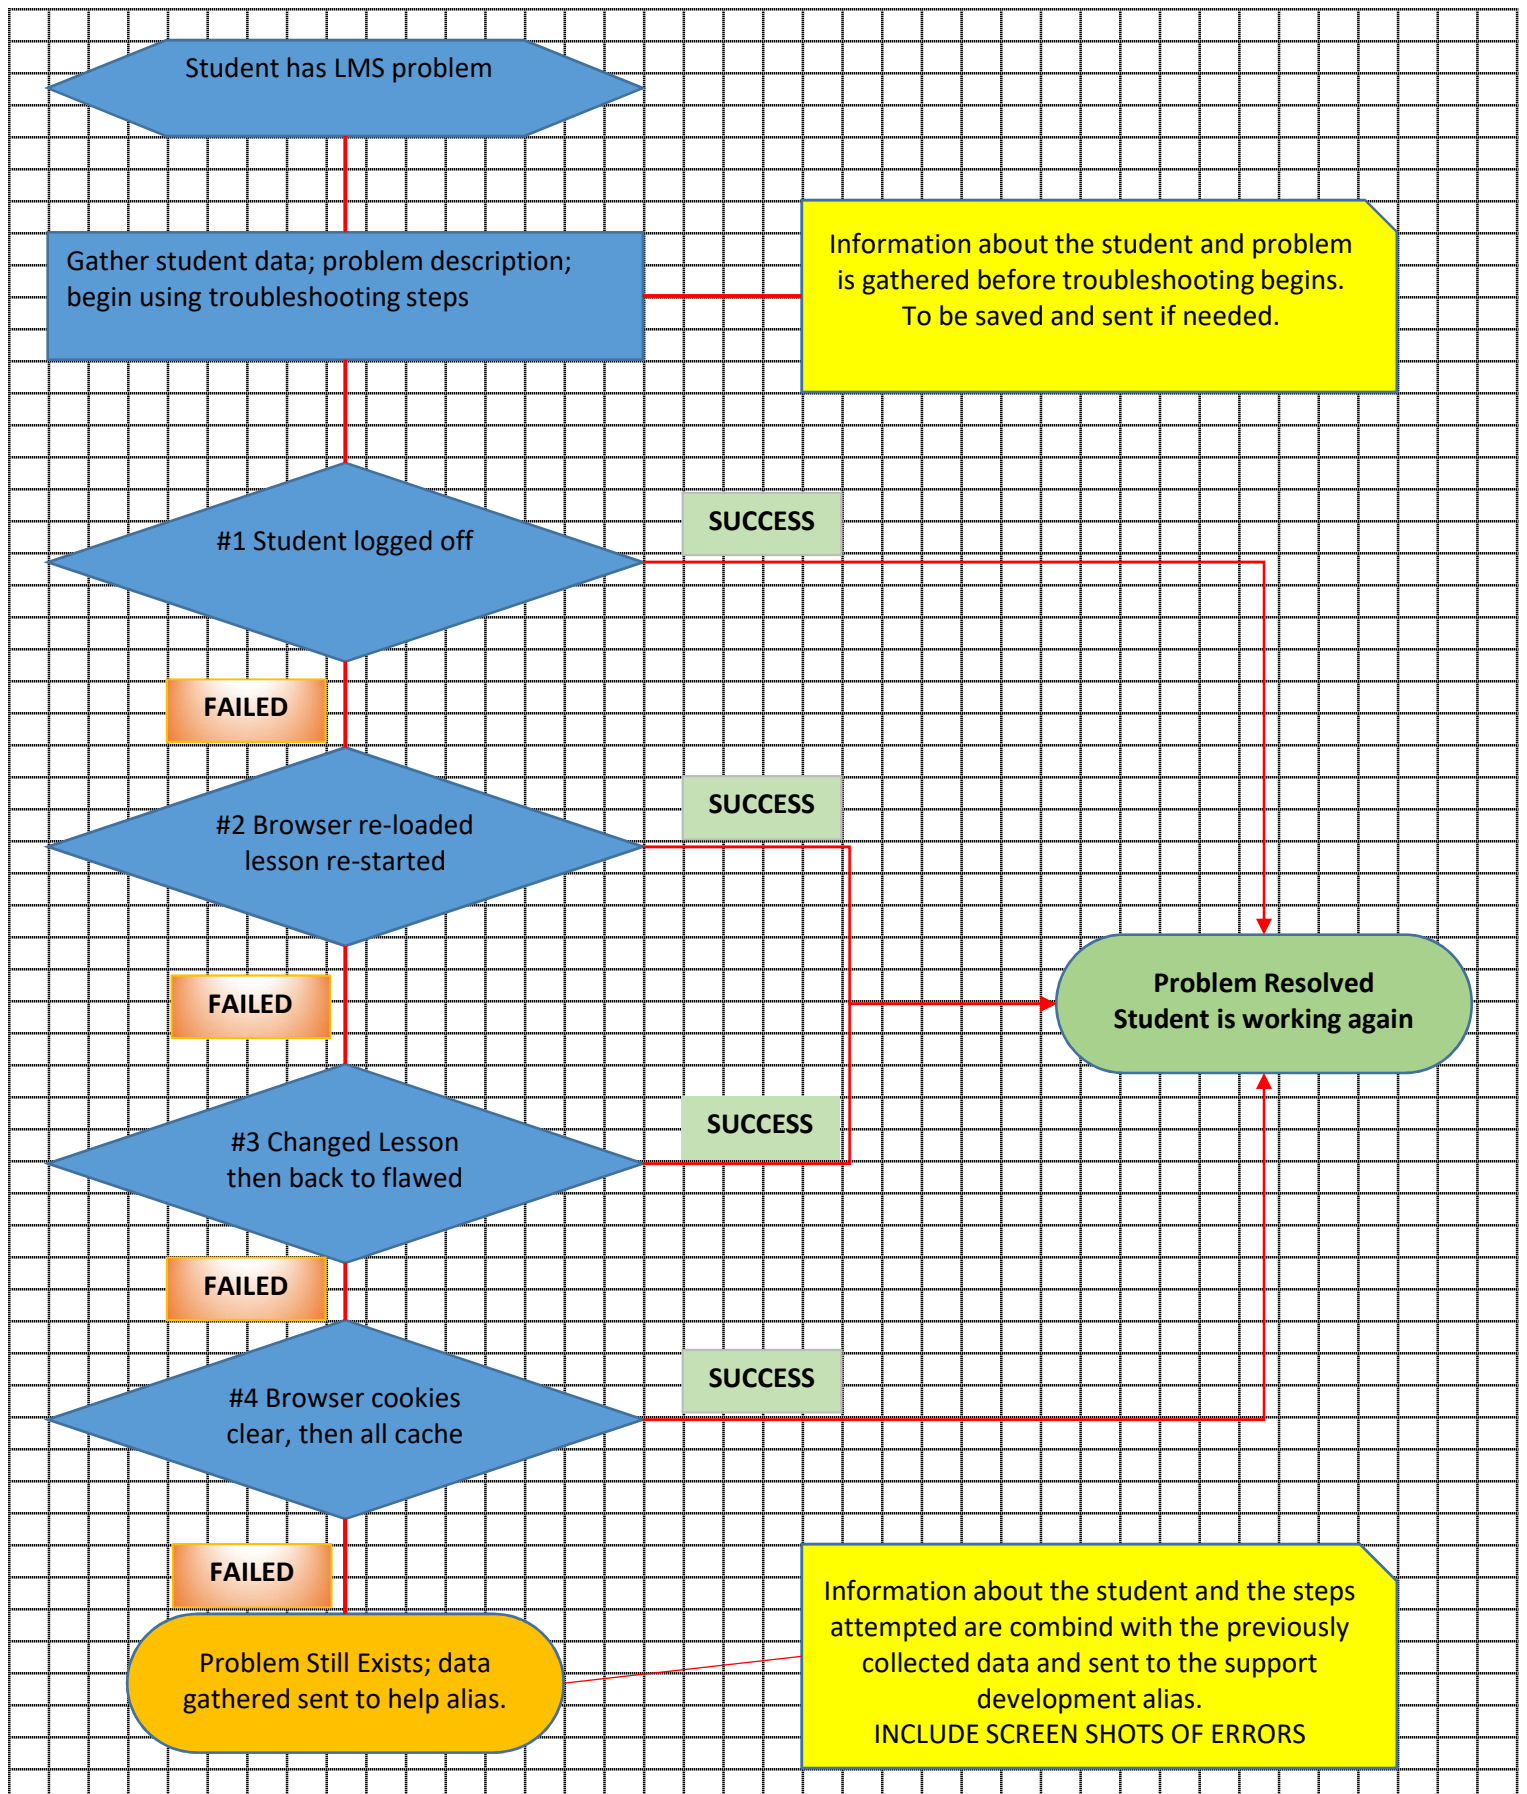 Student has LMS problem
Gather student data; problem description;
begin using troubleshooting steps
Information about the student and problem
is gathered before troubleshooting begins.
To be saved and sent if needed.
#1 Student logged off
SUCCESS
FAILED
#2 Browser re-loaded
lesson re-started
SUCCESS
FAILED
Problem Resolved
Student is working again
#3 Changed Lesson
then back to flawed
SUCCESS
FAILED
#4 Browser cookies
clear, then all cache
SUCCESS
FAILED
Problem Still Exists; data
gathered sent to help alias.
Information about the student and the steps
attempted are combind with the previously
collected data and sent to the support
development alias.
INCLUDE SCREEN SHOTS OF ERRORS